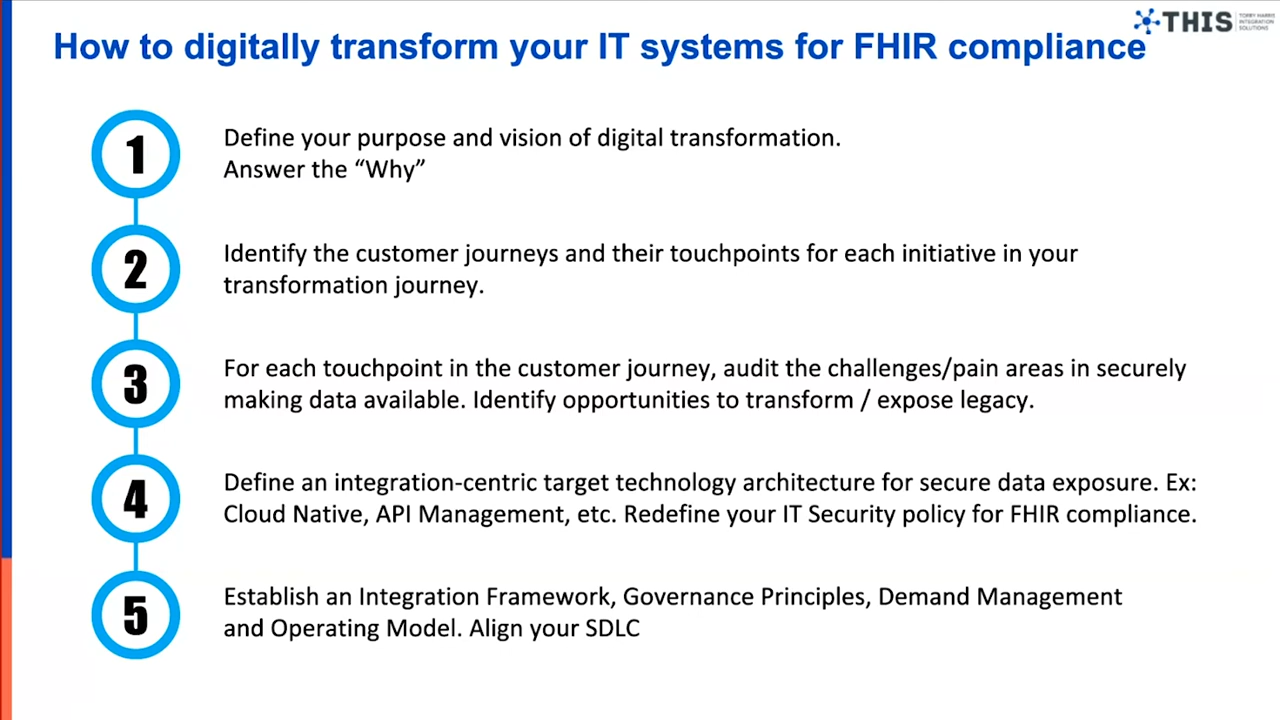 THIS
TORRY HARRIS
INTEGRATION
SOLUTIONS
How to digitally transform your IT systems for FHIR compliance
1
Define your purpose and vision of digital transformation.
Answer the “Why”
2
Identify the customer journeys and their touchpoints for each initiative in your
transformation journey.
3
For each touchpoint in the customer journey, audit the challenges/pain areas in securely
making data available. Identify opportunities to transform / expose legacy.
4
Define an integration-centric target technology architecture for secure data exposure. Ex:
Cloud Native, API Management, etc. Redefine your IT Security policy for FHIR compliance.
5
Establish an Integration Framework, Governance Principles, Demand Management
and Operating Model. Align your SDLC